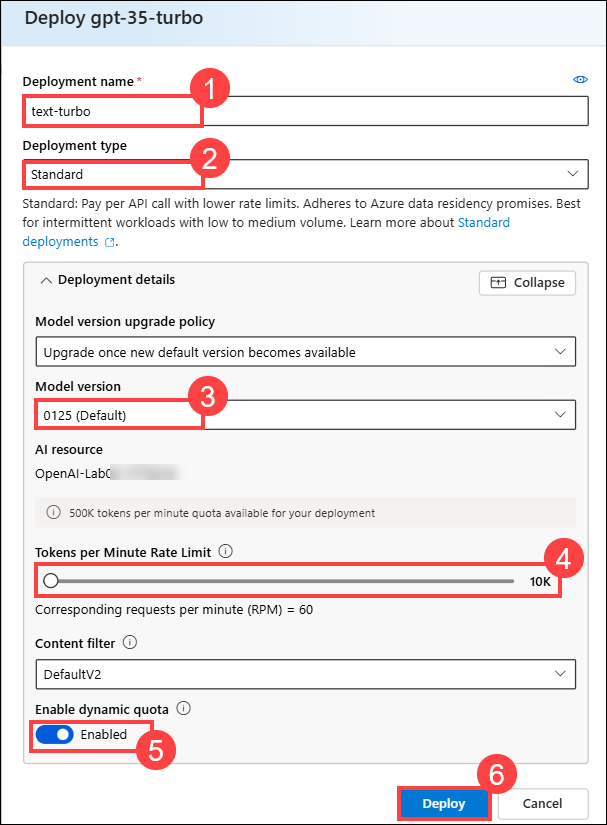 Deploy gpt-35-turbo
Deployment name *
1
text-turbo
Deployment type
2
Standard
Standard: Pay per API call with lower rate limits. Adheres to Azure data residency promises. Best
for intermittent workloads with low to medium volume. Learn more about Standard
deployments.
Deployment details
Collapse
Model version upgrade policy
Upgrade once new default version becomes available
Model version
3
0125 (Default)
AI resource
OpenAI-Lab0
500K tokens per minute quota available for your deployment
Tokens per Minute Rate Limit
4
10K
Corresponding requests per minute (RPM) = 60
Content filter
DefaultV2
Enable dynamic quota
Enabled
5
6
Deploy
Cancel